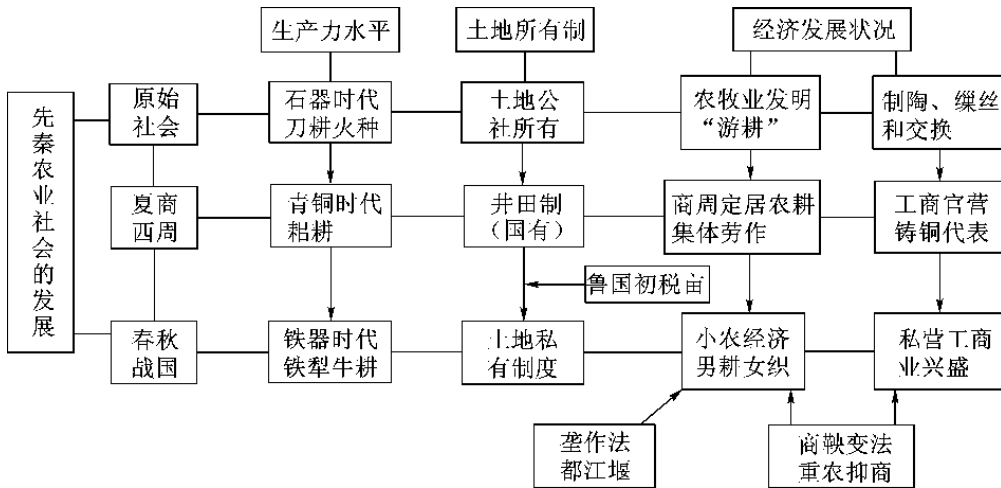 生产力水平
土地所有制
经济发展状况
先秦农业社会的发展
原始
社会
石器时代
刀耕火种
土地公
社所有
农牧业发明
“游耕”
制陶、缫丝
和交换
夏商
西周
青铜时代
耜耕
井田制
（国有）
商周定居农耕
集体劳作
工商官营
铸铜代表
鲁国初税亩
春秋
战国
铁器时代
铁犁牛耕
土地私
有制度
小农经济
男耕女织
私营工商
业兴盛
垄作法
都江堰
商鞅变法
重农抑商